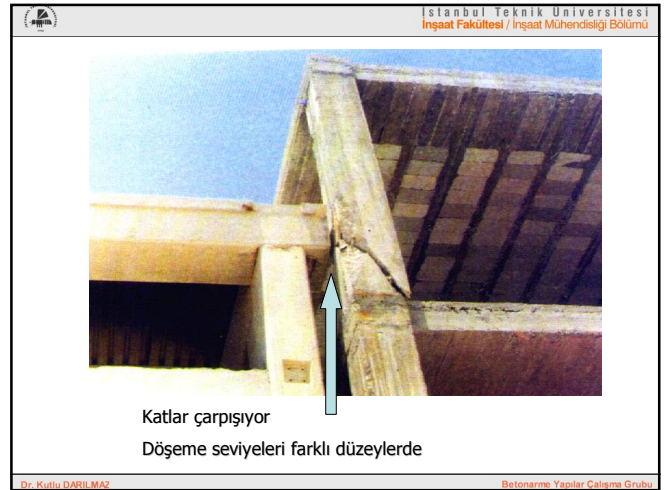 İstanbul Teknik Üniversitesi
İnşaat Fakültesi / İnşaat Mühendisliği Bölümü
Katlar çarpışıyor
Döşeme seviyeleri farklı düzeylerde
Dr. Kutlu DARILMAZ
Betonarme Yapılar Çalışma Grubu